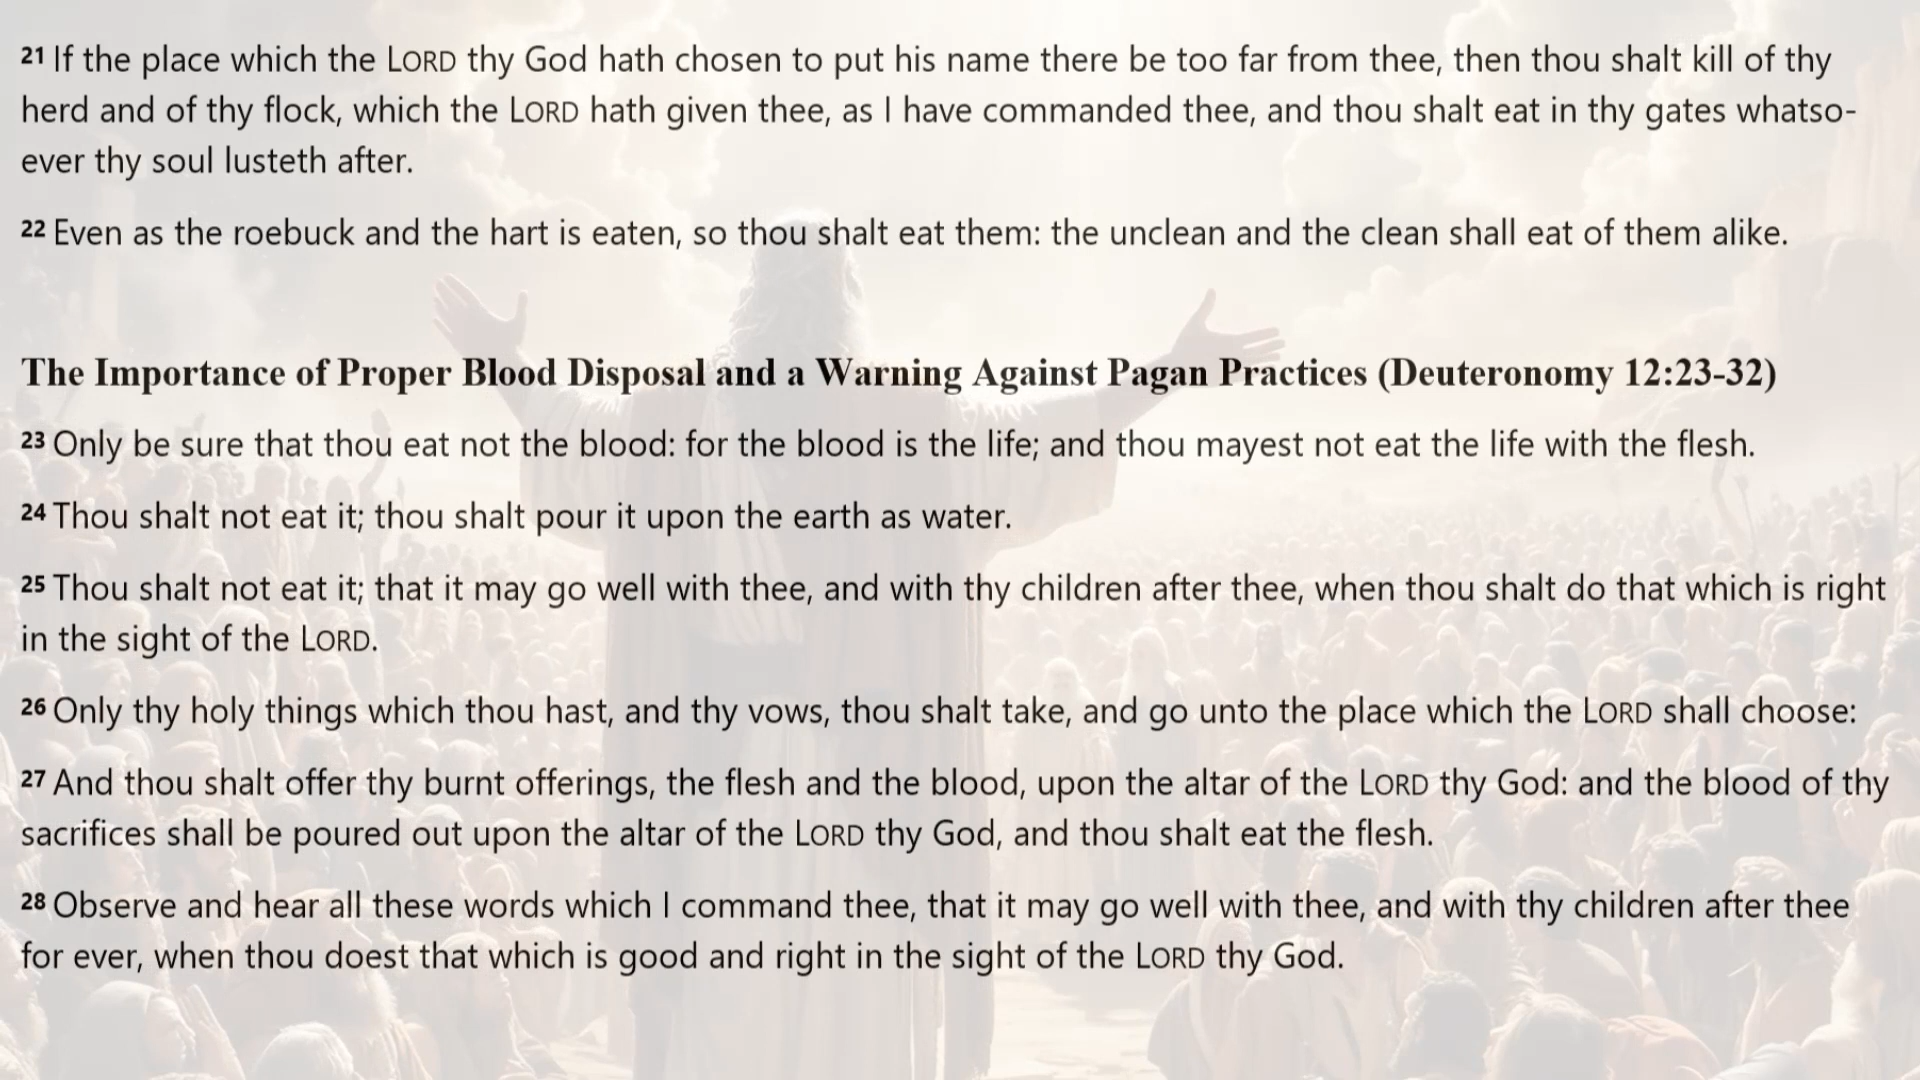 21 If the place which the LORD thy God hath chosen to put his name there be too far from thee, then thou shalt kill of thy
herd and of thy flock, which the LORD hath given thee, as I have commanded thee, and thou shalt eat in thy gates whatso-
ever thy soul lusteth after.
22 Even as the roebuck and the hart is eaten, so thou shalt eat them: the unclean and the clean shall eat of them alike.
The Importance of Proper Blood Disposal and a Warning Against Pagan Practices (Deuteronomy 12:23-32)
23 Only be sure that thou eat not the blood: for the blood is the life; and thou mayest not eat the life with the flesh.
24 Thou shalt not eat it; thou shalt pour it upon the earth as water.
25 Thou shalt not eat it; that it may go well with thee, and with thy children after thee, when thou shalt do that which is right
in the sight of the LORD.
26 Only thy holy things which thou hast, and thy vows, thou shalt take, and go unto the place which the LORD shall choose:
27 And thou shalt offer thy burnt offerings, the flesh and the blood, upon the altar of the LORD thy God: and the blood of thy
sacrifices shall be poured out upon the altar of the LORD thy God, and thou shalt eat the flesh.
28 Observe and hear all these words which I command thee, that it may go well with thee, and with thy children after thee
for ever, when thou doest that which is good and right in the sight of the LORD thy God.